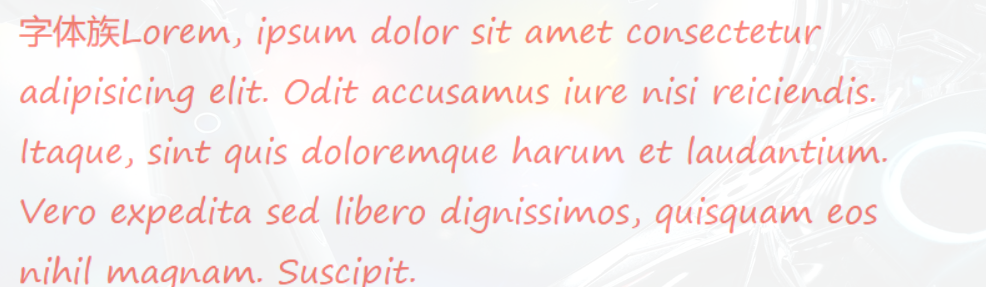 字体族Lorem, ipsum dolor sit amet consectetur
adipisicing elit. Odit accusamus iure nisi reiciendis.
Itaque, sint quis doloremque harum et laudantium.
Vero expedita sed libero dignissimos, quisquam eos
nihil magnam. Suscipit.